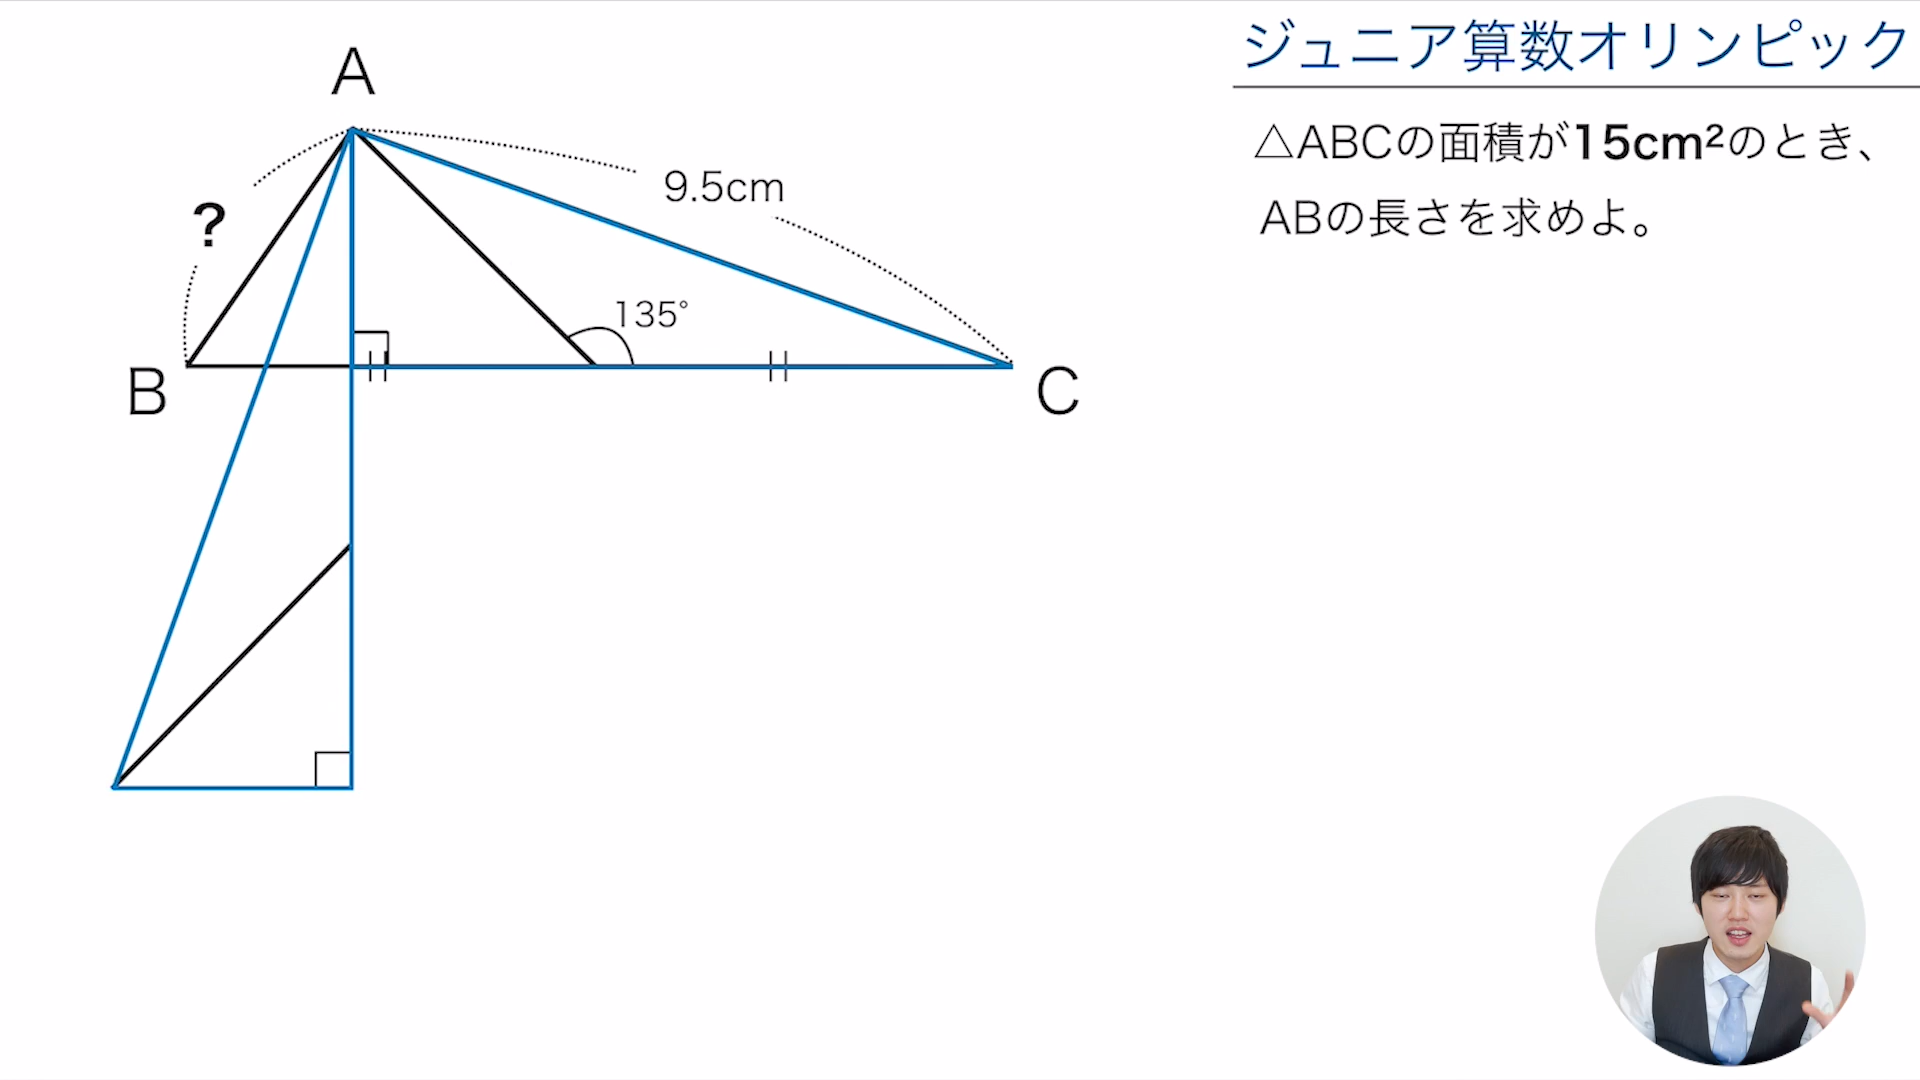 ジュニア算数オリンピック
△ABCの面積が15cm²のとき、
ABの長さを求めよ。
A
9.5cm
?
135°
B
C